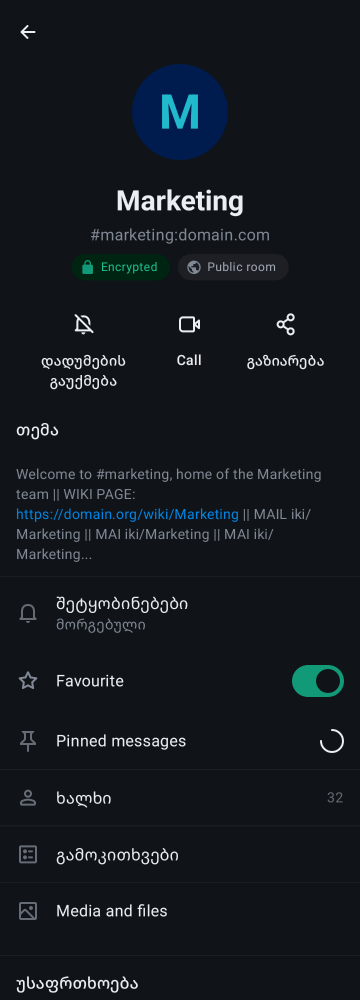 M
Marketing
#marketing:domain.com
Encrypted
Public room
დადუმების
გაუქმება
Call
გაზიარება
თემა
Welcome to #marketing, home of the Marketing
team || WIKI PAGE:
https://domain.org/wiki/Marketing || MAIL iki/
Marketing || MAI iki/Marketing || MAI iki/
Marketing...
შეტყობინებები
მორგებული
Favourite
Pinned messages
ხალხი 32
გამოკითხვები
Media and files
უსაფრთხოება